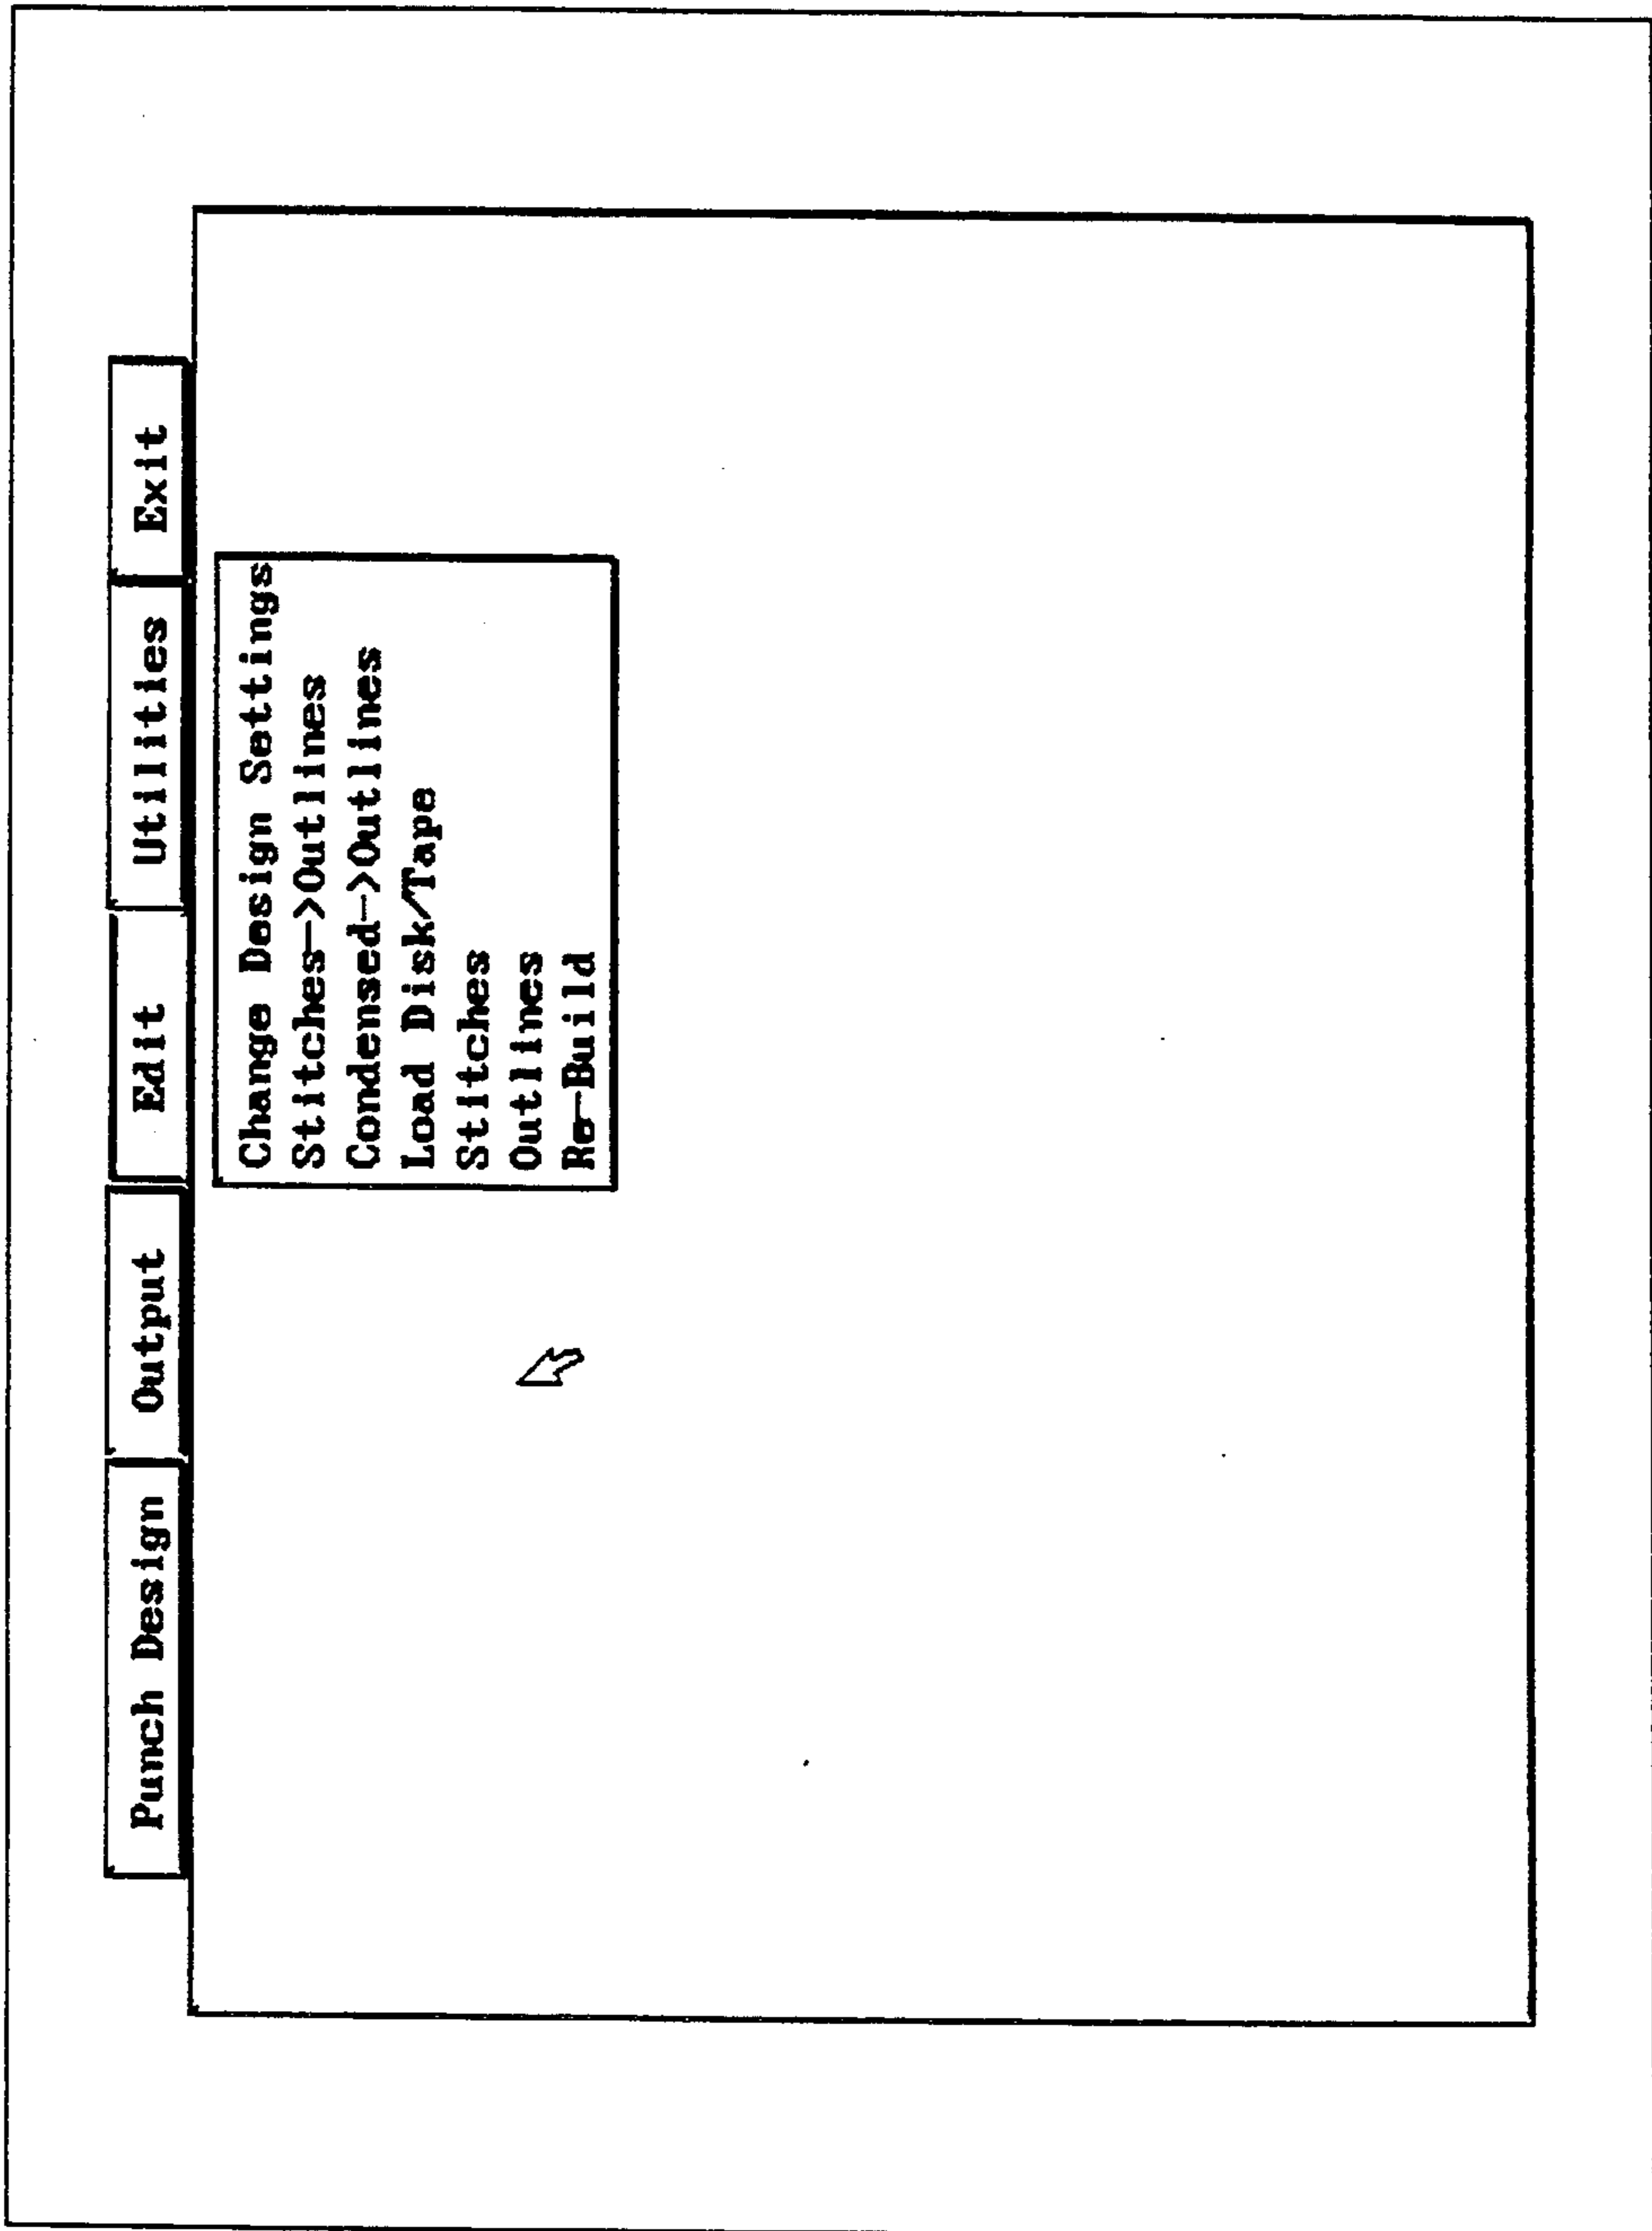 Punch Design Output Edit Utilities Exit
Change Design Settings
Stitches->Outlines
Condensed->Outlines
Load Disk/Tape
Stitches
Outlines
Re-Build